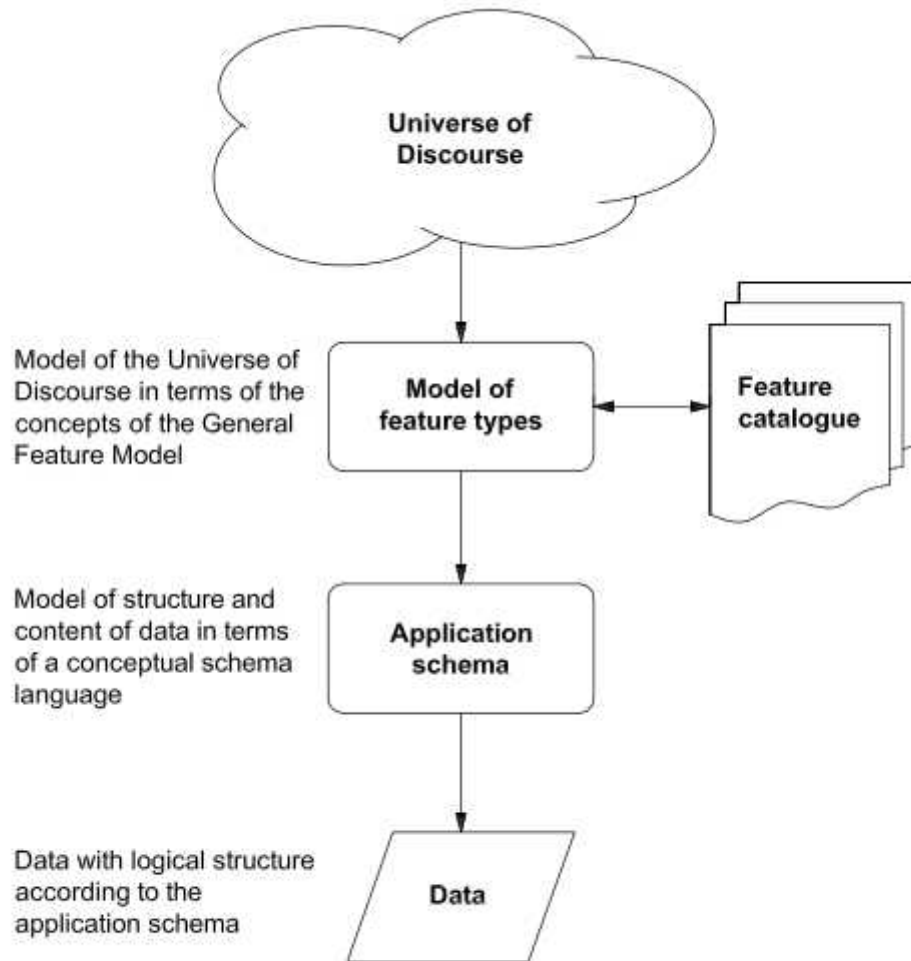 Universe of
Discourse
Model of the Universe of
Discourse in terms of the
concepts of the General
Feature Model
Model of
feature types
Feature
catalogue
Model of structure and
content of data in terms
of a conceptual schema
language
Application
schema
Data with logical structure
according to the
application schema
Data